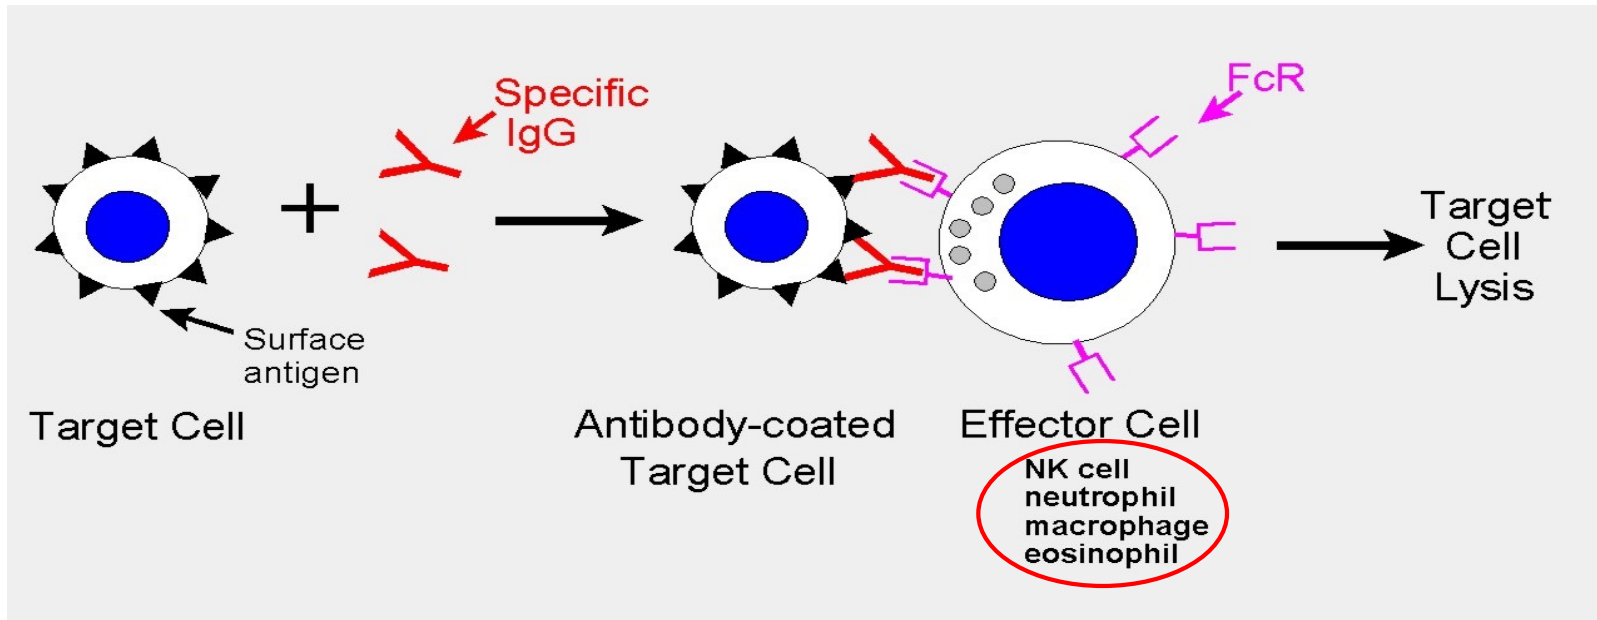 Specific
IgG
FcR
Surface
antigen
Target Cell
Antibody-coated
Target Cell
Effector Cell
NK cell
neutrophil
macrophage
eosinophil
Target
Cell
Lysis